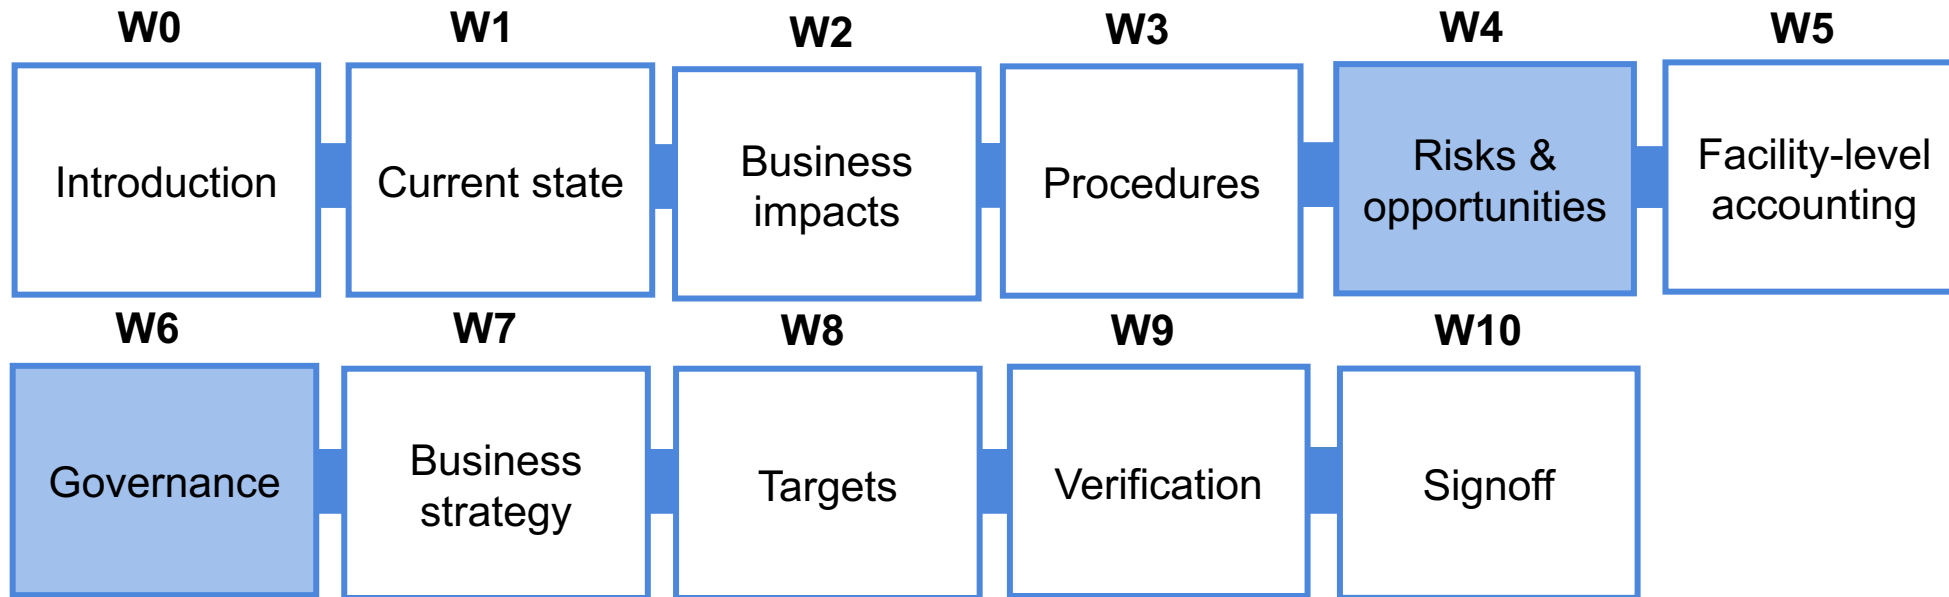 W0
W1
W2
W3
W4
W5
Introduction
Current state
Business
impacts
Procedures
Risks &
opportunities
Facility-level
accounting
W6
W7
W8
W9
W10
Governance
Business
strategy
Targets
Verification
Signoff